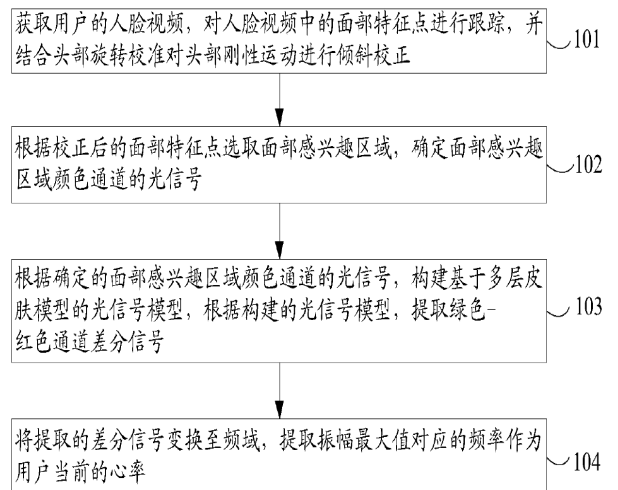 获取用户的人脸视频，对人脸视频中的面部特征点进行跟踪，并
结合头部旋转校准对头部刚性运动进行倾斜校正
101
根据校正后的面部特征点选取面部感兴趣区域，确定面部感兴趣
区域颜色通道的光信号
102
根据确定的面部感兴趣区域颜色通道的光信号，构建基于多层皮
肤模型的光信号模型，根据构建的光信号模型，提取绿色-
红色通道差分信号
103
将提取的差分信号变换至频域，提取振幅最大值对应的频率作为
用户当前的心率
104